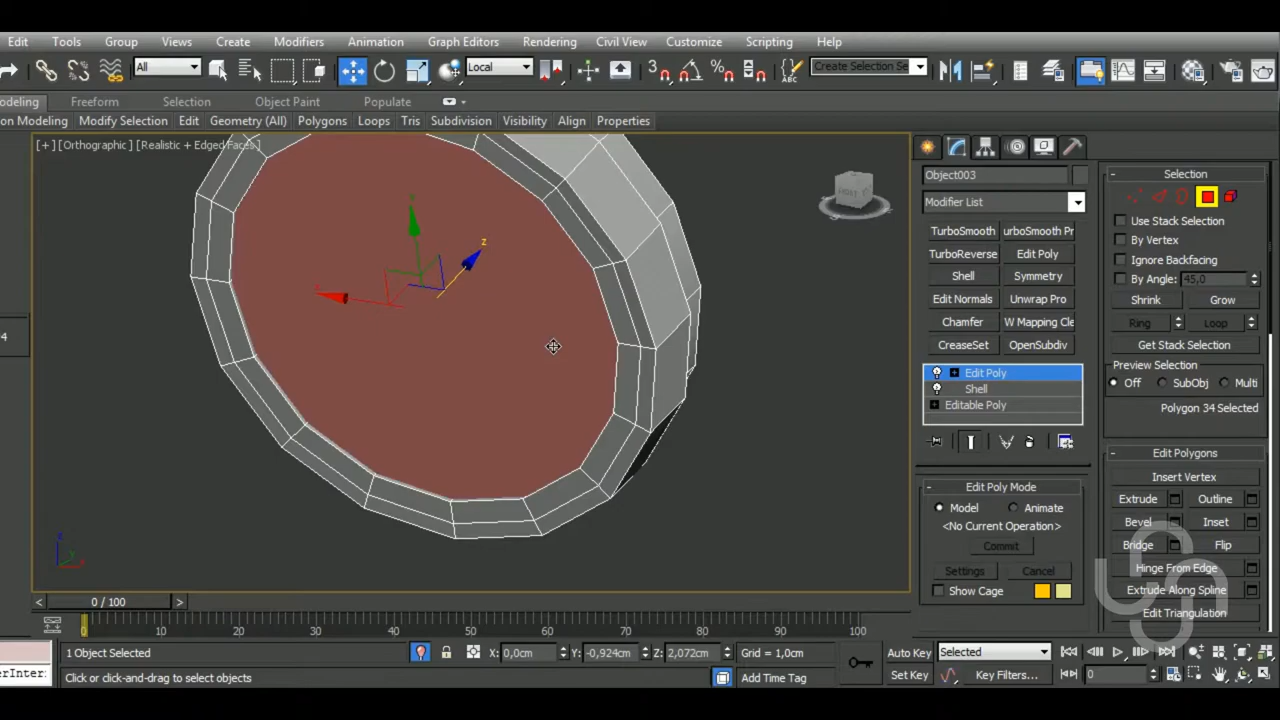 Edit Tools Group Views Create Modifiers Animation Graph Editors Rendering Civil View Customize Scripting Help
All Local 3 Create Selection Se
odeling Freeform Selection Object Paint Populate
on Modeling Modify Selection Edit Geometry (All) Polygons Loops Tris Subdivision Visibility Align Properties
[+] [Orthographic] [Realistic + Edged Faces]
z
Object003
Modifier List
TurboSmooth urboSmooth Pr
TurboReverse Edit Poly
Shell Symmetry
Edit Normals Unwrap Pro
Chamfer W Mapping Cle
CreaseSet OpenSubdiv
Edit Poly
Shell
Editable Poly
- Edit Poly Mode
Model Animate
<No Current Operation>
Commit
Settings Cancel
Show Cage
- Selection
Use Stack Selection
By Vertex
Ignore Backfacing
By Angle: 45,0
Shrink Grow
Ring Loop
Get Stack Selection
Preview Selection
Off SubObj Multi
Polygon 34 Selected
- Edit Polygons
Insert Vertex
Extrude Outline
Bevel Inset
Bridge Flip
Hinge From Edge
Extrude Along Spline
Edit Triangulation
4
< 0 / 100 >
0 10 20 30 40 50 60 70 80 90 100
1 Object Selected X: 0,0cm Y: -0,924cm Z: 2,072cm Grid = 1,0cm Auto Key Selected
erInter: Click or click-and-drag to select objects Add Time Tag Set Key Key Filters... 0